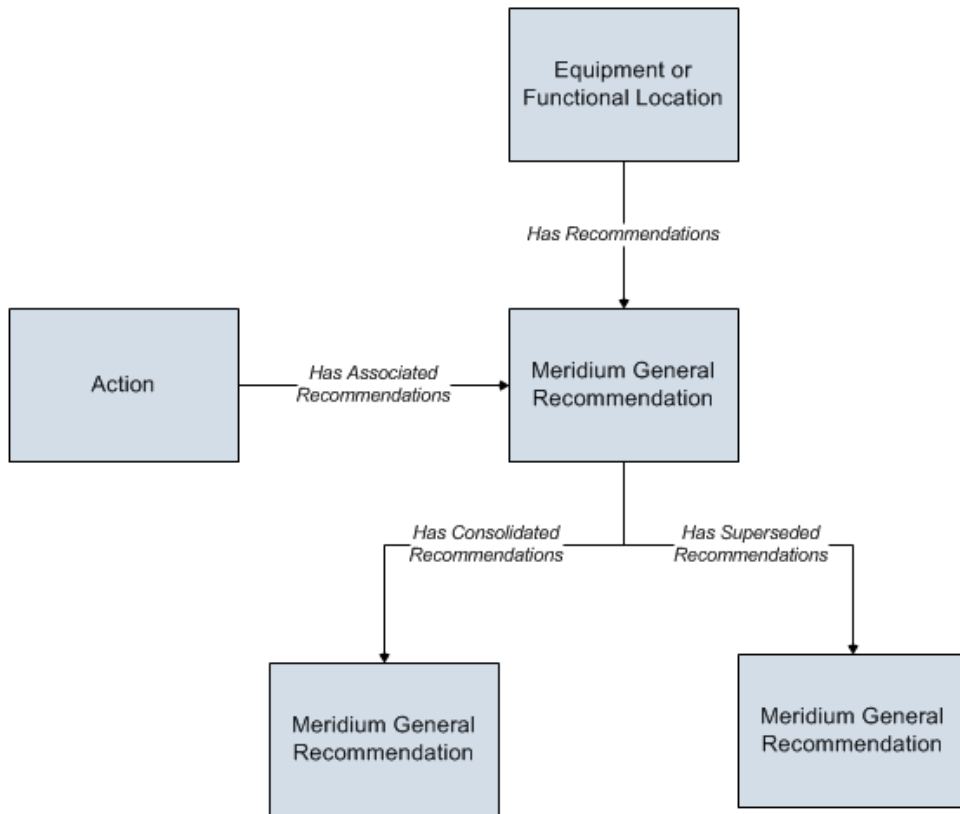 Equipment or
Functional Location
Has Recommendations
Action
Has Associated
Recommendations
Meridium General
Recommendation
Has Consolidated
Recommendations
Has Superseded
Recommendations
Meridium General
Recommendation
Meridium General
Recommendation